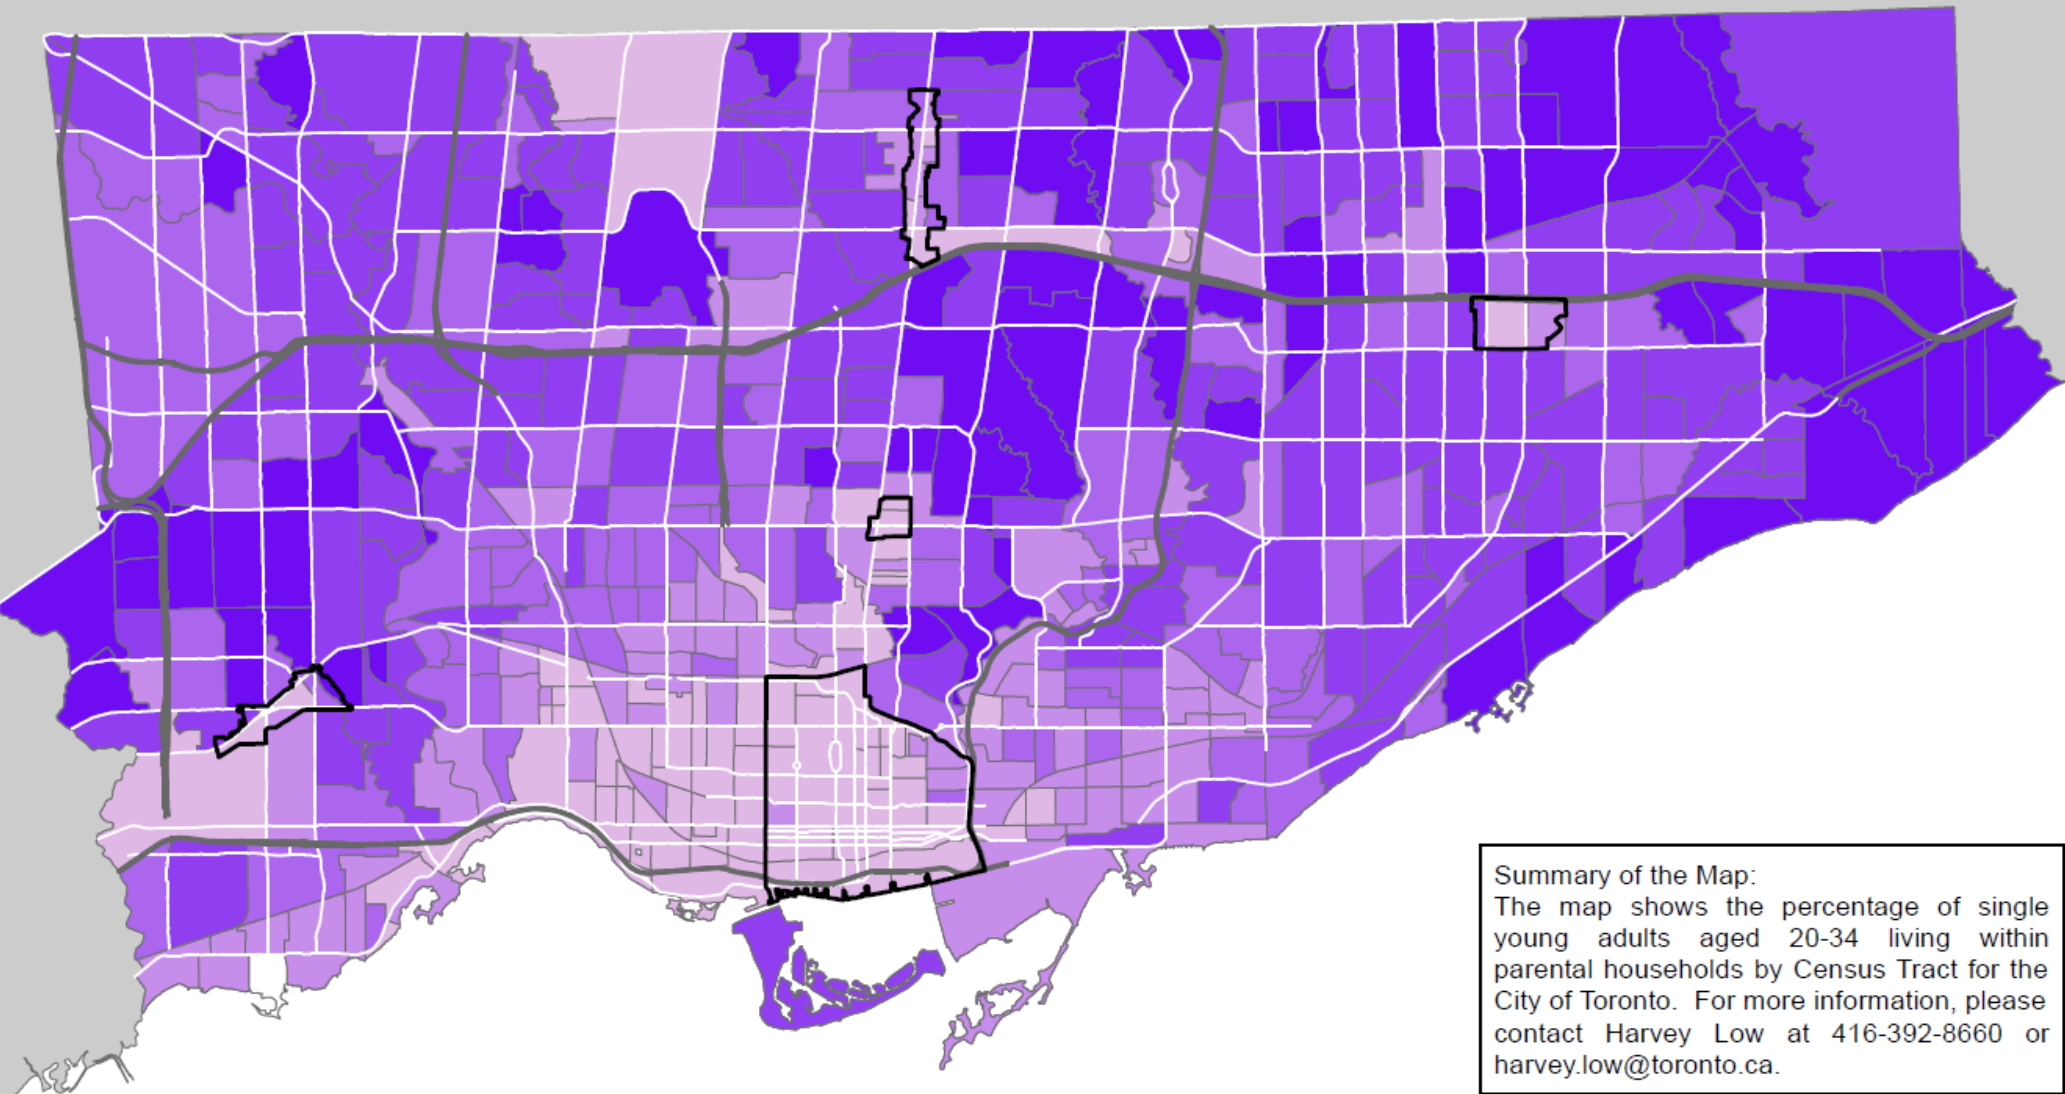 Summary of the Map:
The map shows the percentage of single
young adults aged 20-34 living within
parental households by Census Tract for the
City of Toronto. For more information, please
contact Harvey Low at 416-392-8660 or
harvey.low@toronto.ca.